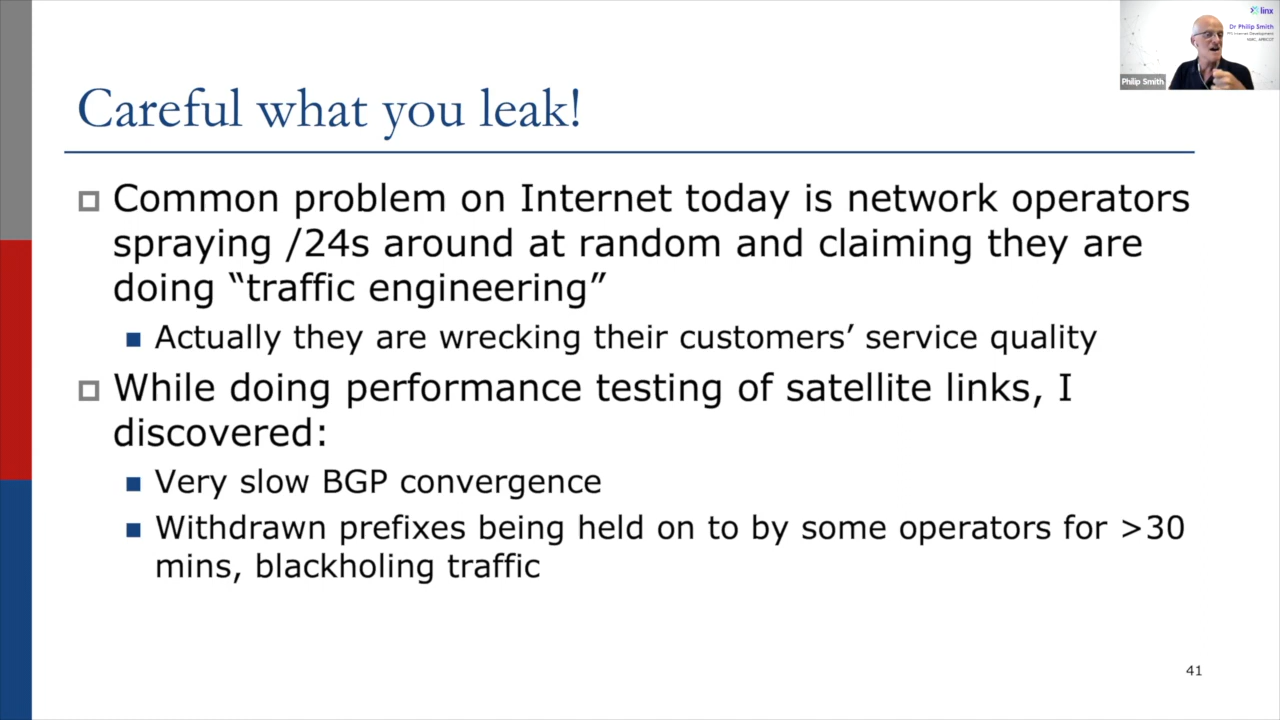 linx
Dr Philip Smith
Philip Smith
Careful what you leak!
Common problem on Internet today is network operators
spraying /24s around at random and claiming they are
doing “traffic engineering”
Actually they are wrecking their customers’ service quality
While doing performance testing of satellite links, I
discovered:
Very slow BGP convergence
Withdrawn prefixes being held on to by some operators for >30
mins, blackholing traffic
41